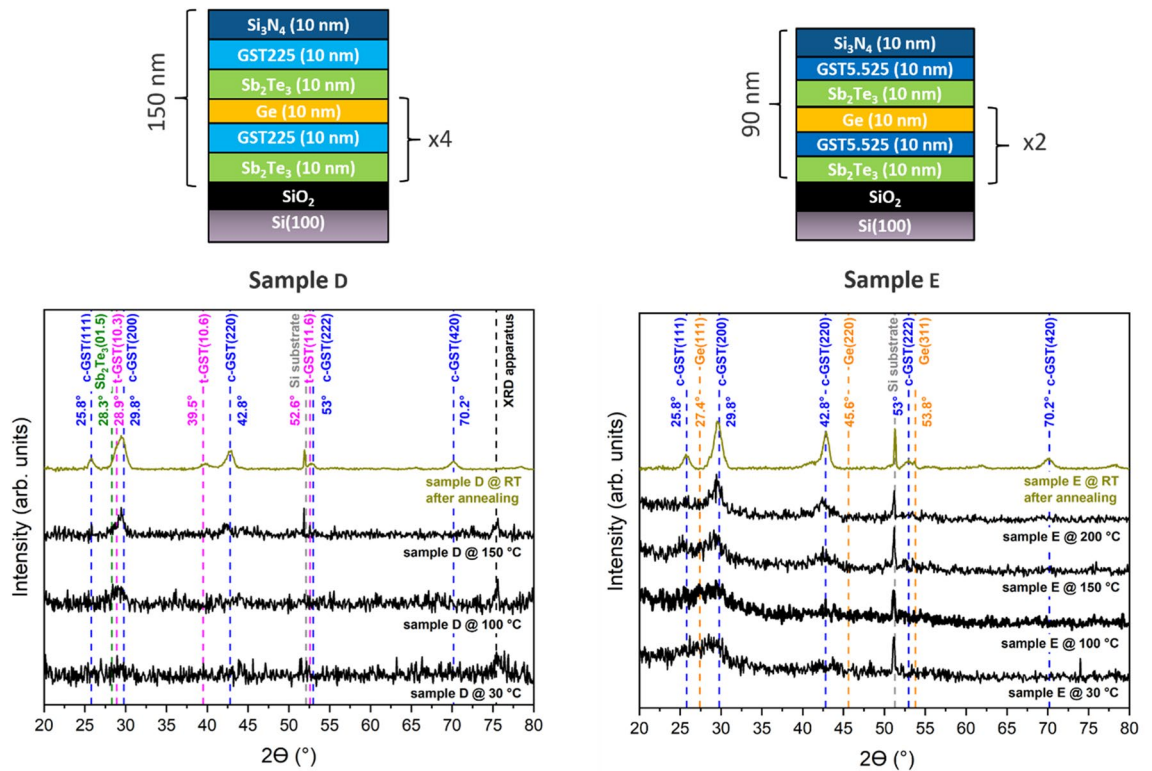 Si₃N₄ (10 nm)
GST225 (10 nm)
Sb₂Te₃ (10 nm)
Ge (10 nm)
GST225 (10 nm)
Sb₂Te₃ (10 nm)
SiO₂
Si(100)
150 nm
x4
Sample D
Si₃N₄ (10 nm)
GST5.525 (10 nm)
Sb₂Te₃ (10 nm)
Ge (10 nm)
GST5.525 (10 nm)
Sb₂Te₃ (10 nm)
SiO₂
Si(100)
90 nm
x2
Sample E
Intensity (arb. units)
25.8° c-GST(111)
28.3° Sb₂Te₃(01.5)
28.9° t-GST(10.3)
29.8° c-GST(200)
39.5° t-GST(10.6)
42.8° c-GST(220)
Si substrate
52.6° t-GST(11.6)
53° c-GST(222)
70.2° c-GST(420)
XRD apparatus
sample D @ RT
after annealing
sample D @ 150 °C
sample D @ 100 °C
sample D @ 30 °C
20 25 30 35 40 45 50 55 60 65 70 75 80
2Θ (°)
Intensity (arb. units)
25.8° c-GST(111)
27.4° Ge(111)
29.8° c-GST(200)
42.8° c-GST(220)
45.6° Ge(220)
Si substrate
53° c-GST(222)
53.8° Ge(311)
70.2° c-GST(420)
sample E @ RT
after annealing
sample E @ 200 °C
sample E @ 150 °C
sample E @ 100 °C
sample E @ 30 °C
20 25 30 35 40 45 50 55 60 65 70 75 80
2Θ (°)